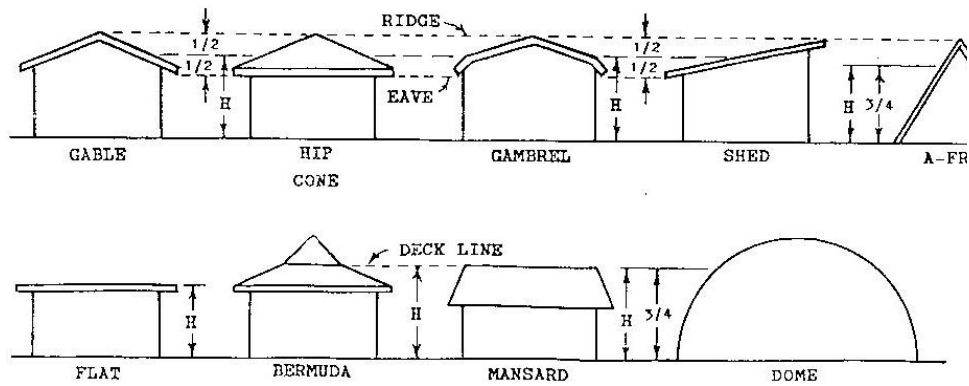 RIDGE
1/2 1/2
1/2 1/2
EAVE
H H H 3/4
GABLE HIP GAMBREL SHED A-FR
CONE
DECK LINE
H H H 3/4
FLAT BERMUDA MANSARD DOME